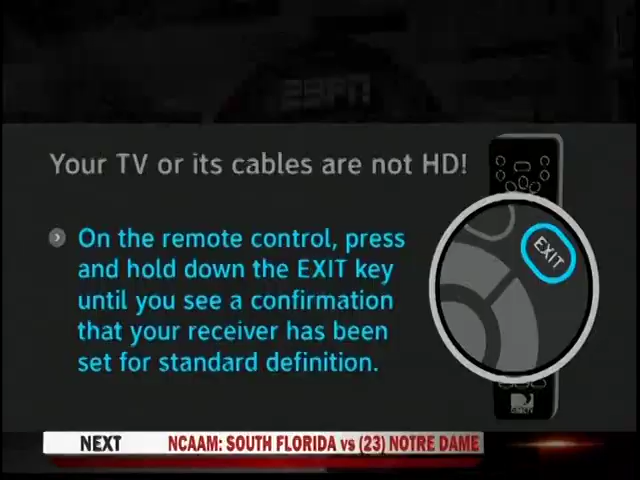 ESPN
Your TV or its cables are not HD!
On the remote control, press
and hold down the EXIT key
until you see a confirmation
that your receiver has been
set for standard definition.
EXIT
NEXT NCAAM: SOUTH FLORIDA vs (23) NOTRE DAME